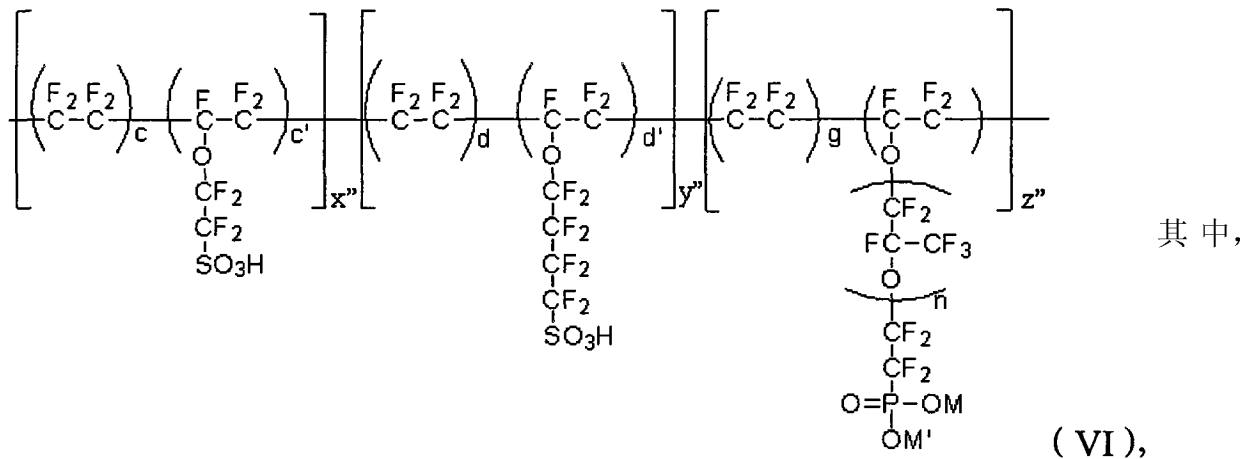 F2 F2 F F2 F2 F2 F F2 F2 F2 F F2
C-C c C-C c' C-C d C-C d' C-C g C-C
O O O
CF2 x" CF2 y" CF2 z"
CF2 CF2 FC-CF3 其中，
SO3H CF2 O
CF2 n
SO3H CF2
CF2
O=P-OM
OM' (VI),